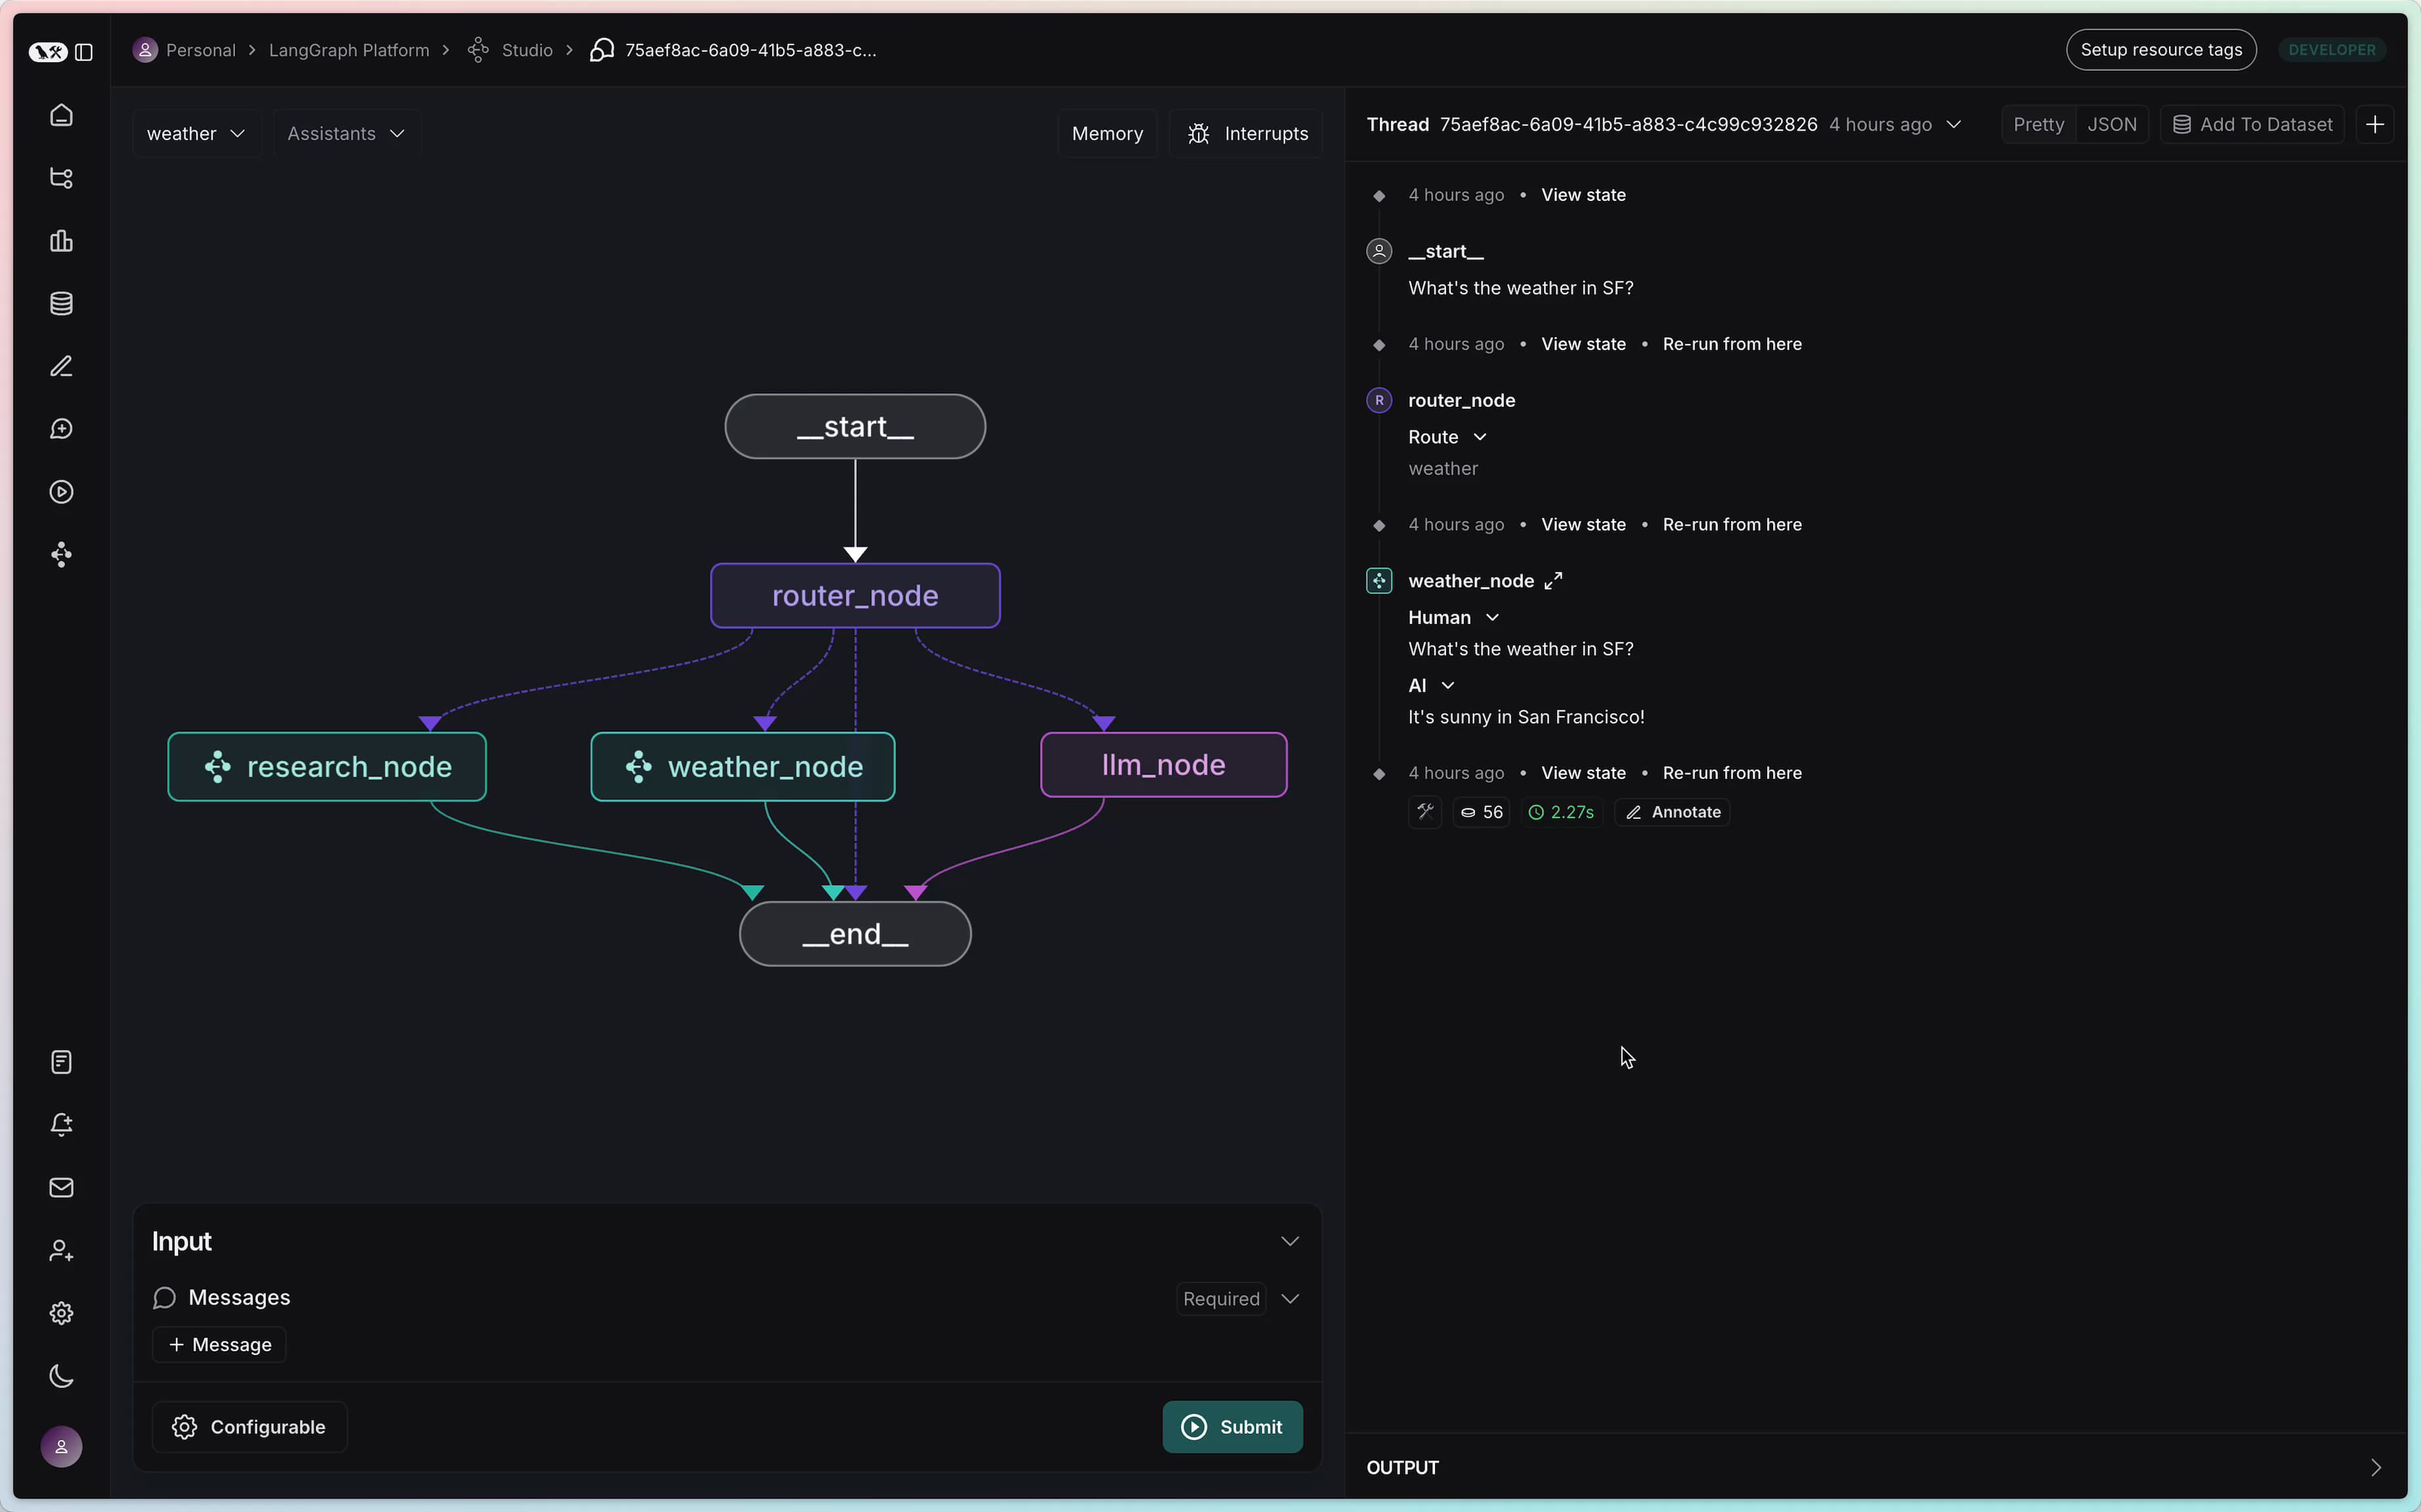 Personal > LangGraph Platform > Studio > 75aef8ac-6a09-41b5-a883-c...
Setup resource tags
DEVELOPER
weather
Assistants
Memory
Interrupts
__start__
router_node
research_node
weather_node
llm_node
__end__
Input
Messages
Required
+ Message
Configurable
Submit
Thread 75aef8ac-6a09-41b5-a883-c4c99c932826 4 hours ago
Pretty
JSON
Add To Dataset
+
4 hours ago • View state
__start__
What's the weather in SF?
4 hours ago • View state • Re-run from here
R router_node
Route
weather
4 hours ago • View state • Re-run from here
weather_node
Human
What's the weather in SF?
AI
It's sunny in San Francisco!
4 hours ago • View state • Re-run from here
56
2.27s
Annotate
OUTPUT